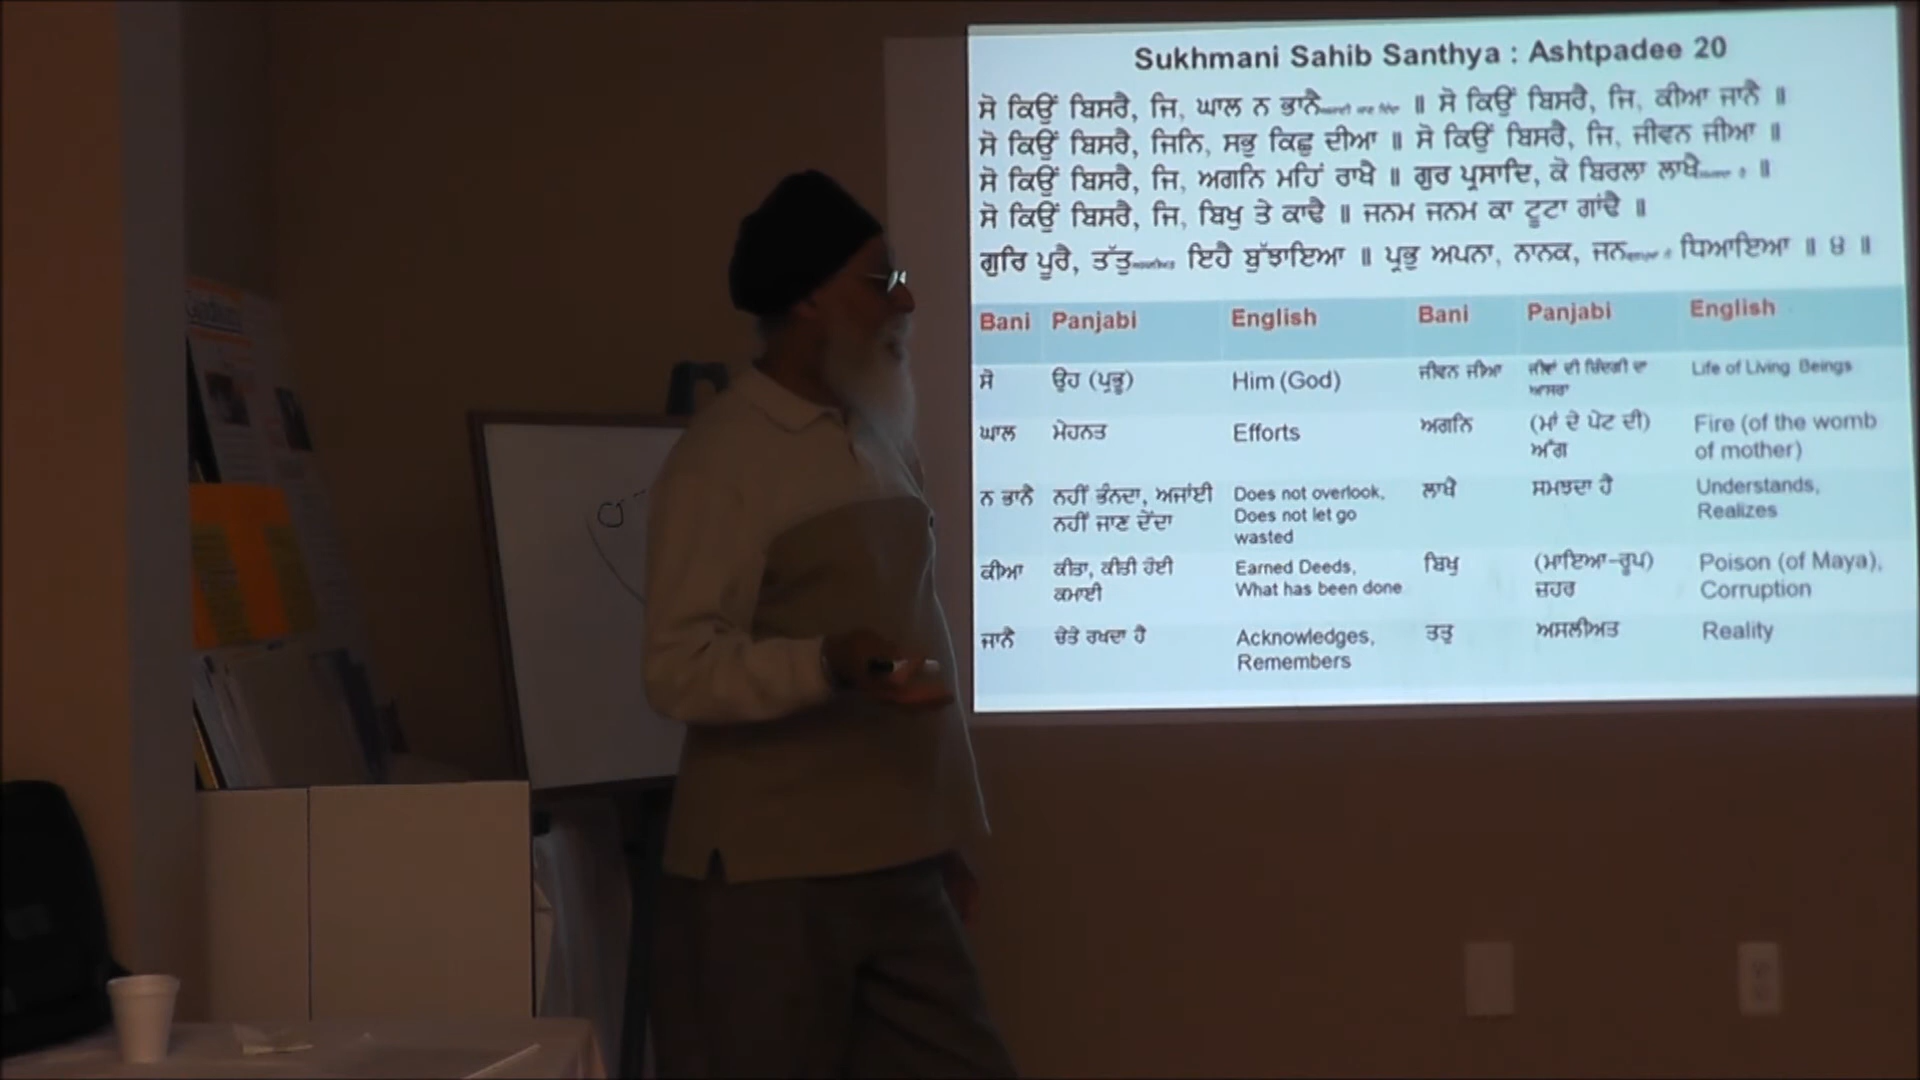 Sukhmani Sahib Santhya : Ashtpadee 20
ਸੋ ਕਿਉਂ ਬਿਸਰੈ, ਜਿ, ਘਾਲ ਨ ਭਾਨੈ ॥ ਸੋ ਕਿਉਂ ਬਿਸਰੈ, ਜਿ, ਕੀਆ ਜਾਨੈ ॥
ਸੋ ਕਿਉਂ ਬਿਸਰੈ, ਜਿਨਿ, ਸਭੁ ਕਿਛੁ ਦੀਆ ॥ ਸੋ ਕਿਉਂ ਬਿਸਰੈ, ਜਿ, ਜੀਵਨ ਜੀਆ ॥
ਸੋ ਕਿਉਂ ਬਿਸਰੈ, ਜਿ, ਅਗਨਿ ਮਹਿਂ ਰਾਖੈ ॥ ਗੁਰ ਪ੍ਰਸਾਦਿ, ਕੋ ਬਿਰਲਾ ਲਾਖੈ ॥
ਸੋ ਕਿਉਂ ਬਿਸਰੈ, ਜਿ, ਬਿਖੁ ਤੇ ਕਾਢੈ ॥ ਜਨਮ ਜਨਮ ਕਾ ਟੂਟਾ ਗਾਂਢੈ ॥
ਗੁਰਿ ਪੂਰੈ, ਤੱਤੁ ਇਹੈ ਬੁੱਝਾਇਆ ॥ ਪ੍ਰਭੁ ਅਪਨਾ, ਨਾਨਕ, ਜਨ ਧਿਆਇਆ ॥ ੪ ॥
Bani Panjabi English Bani Panjabi English
ਸੋ ਉਹ (ਪ੍ਰਭੂ) Him (God) ਜੀਵਨ ਜੀਆ ਜੀਵਾਂ ਦੀ ਜ਼ਿੰਦਗੀ ਦਾ Life of Living Beings
ਆਸਰਾ
ਘਾਲ ਮੇਹਨਤ Efforts ਅਗਨਿ (ਮਾਂ ਦੇ ਪੇਟ ਦੀ) Fire (of the womb
ਅੱਗ of mother)
ਨ ਭਾਨੈ ਨਹੀਂ ਭੰਨਦਾ, ਅਜਾਂਈ Does not overlook, ਲਾਖੈ ਸਮਝਦਾ ਹੈ Understands,
ਨਹੀਂ ਜਾਣ ਦੇਂਦਾ Does not let go Realizes
wasted
ਕੀਆ ਕੀਤਾ, ਕੀਤੀ ਹੋਈ Earned Deeds, ਬਿਖੁ (ਮਾਇਆ-ਰੂਪ) Poison (of Maya),
ਕਮਾਈ What has been done ਜ਼ਹਰ Corruption
ਜਾਨੈ ਚੇਤੇ ਰਖਦਾ ਹੈ Acknowledges, ਤਤੁ ਅਸਲੀਅਤ Reality
Remembers